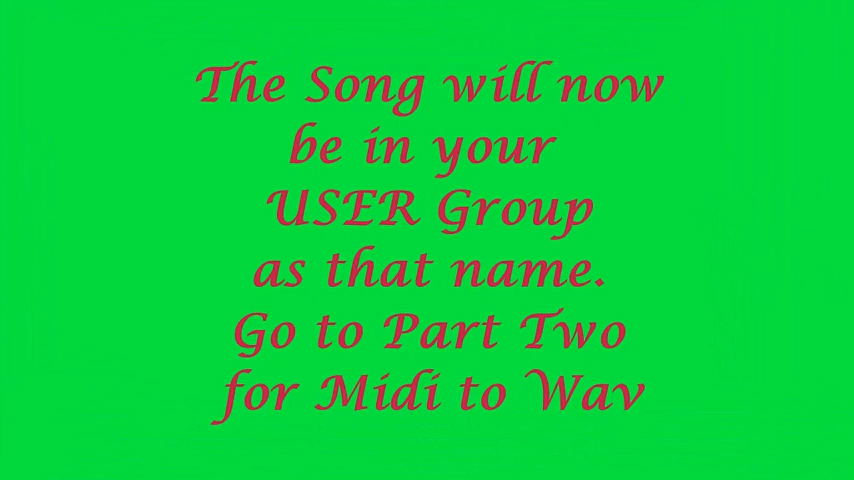 The Song will now
be in your
USER Group
as that name.
Go to Part Two
for Midi to Wav